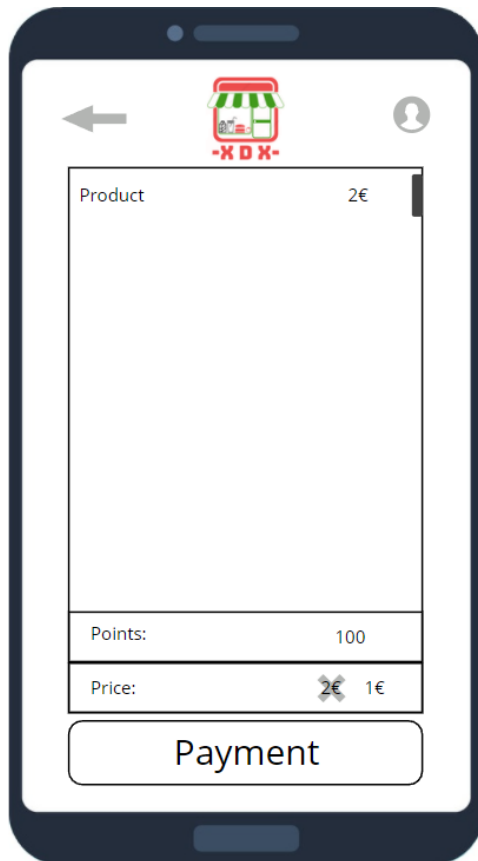 -XDX-
Product 2€
Points: 100
Price: 2€ 1€
Payment